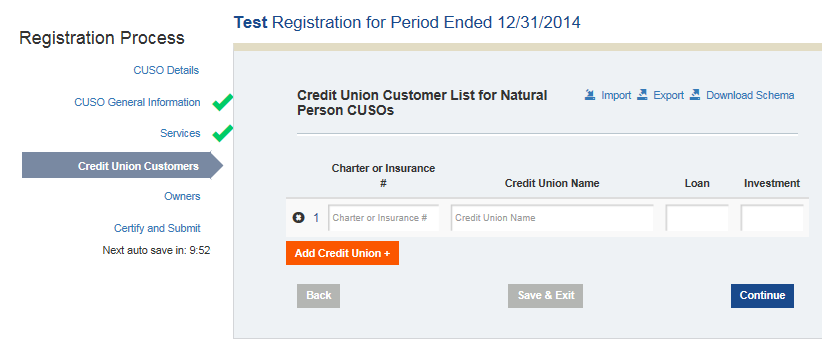 Test Registration for Period Ended 12/31/2014
Registration Process
CUSO Details
CUSO General Information
Services
Credit Union Customers
Owners
Certify and Submit
Next auto save in: 9:52
Credit Union Customer List for Natural
Person CUSOs
Import Export Download Schema
Charter or Insurance
#
Credit Union Name Loan Investment
1 Charter or Insurance # Credit Union Name
Add Credit Union +
Back Save & Exit Continue